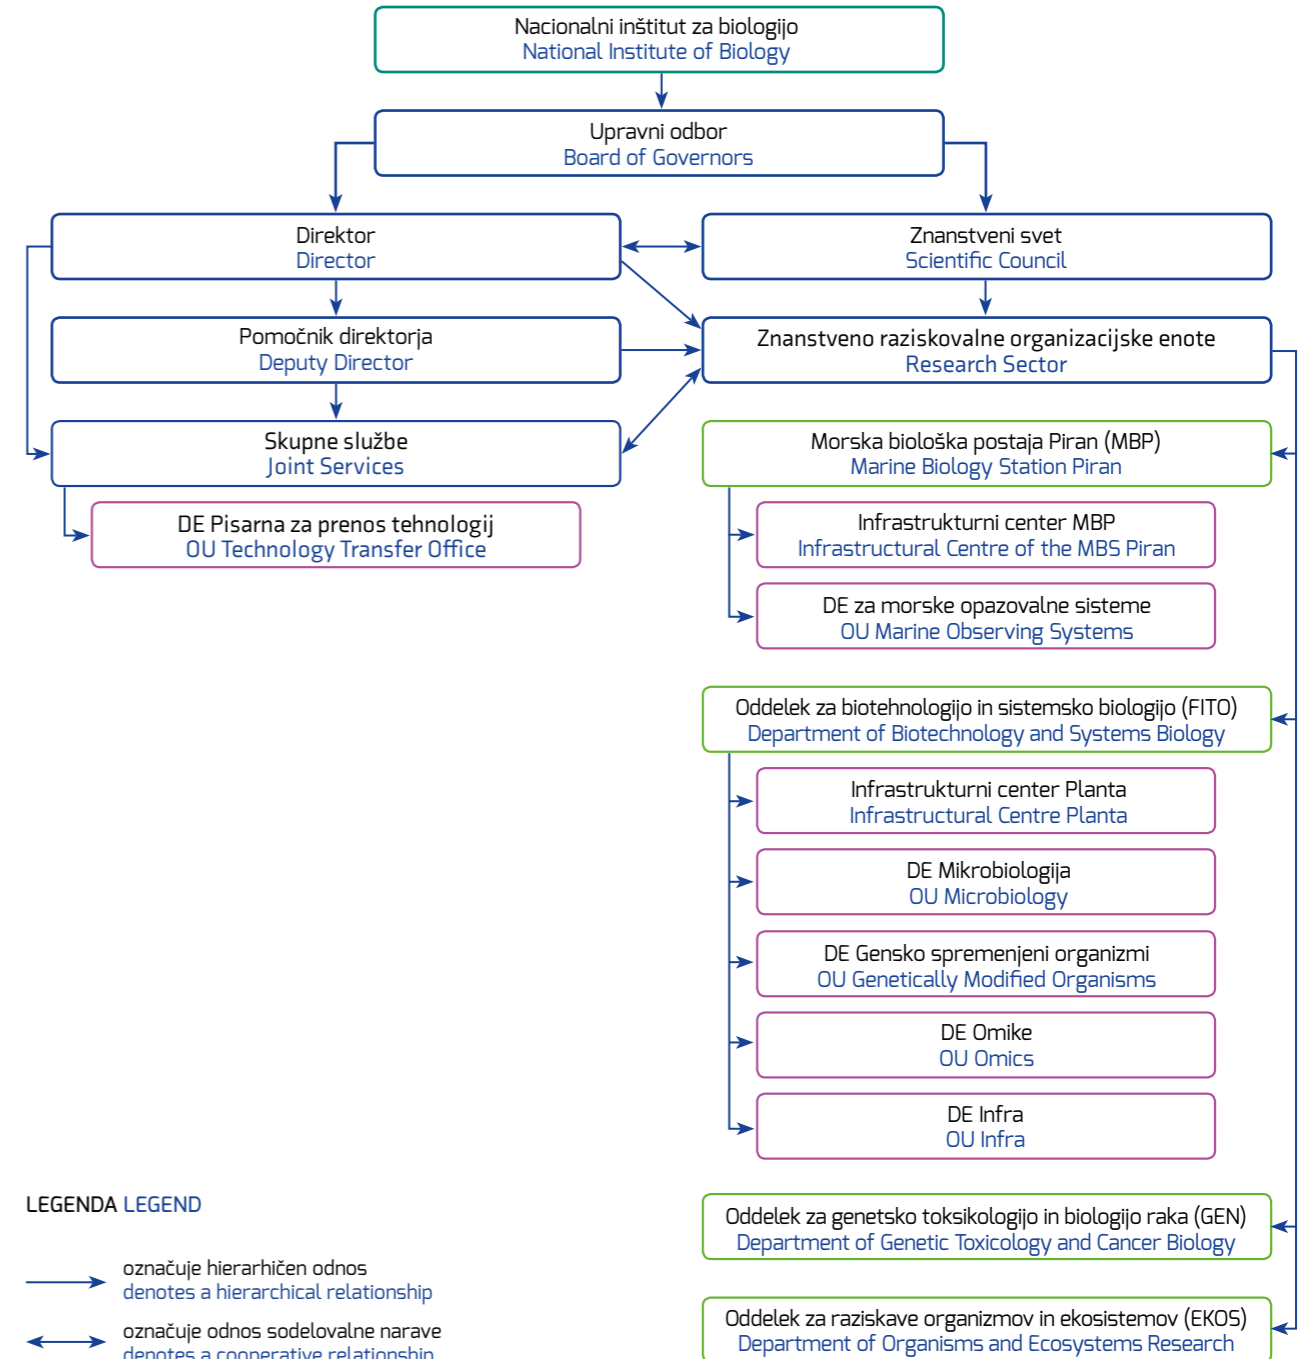 Nacionalni inštitut za biologijo
National Institute of Biology
Upravni odbor
Board of Governors
Direktor
Director
Znanstveni svet
Scientific Council
Pomočnik direktorja
Deputy Director
Znanstveno raziskovalne organizacijske enote
Research Sector
Skupne službe
Joint Services
DE Pisarna za prenos tehnologij
OU Technology Transfer Office
Morska biološka postaja Piran (MBP)
Marine Biology Station Piran
Infrastrukturni center MBP
Infrastructural Centre of the MBS Piran
DE za morske opazovalne sisteme
OU Marine Observing Systems
Oddelek za biotehnologijo in sistemsko biologijo (FITO)
Department of Biotechnology and Systems Biology
Infrastrukturni center Planta
Infrastructural Centre Planta
DE Mikrobiologija
OU Microbiology
DE Gensko spremenjeni organizmi
OU Genetically Modified Organisms
DE Omike
OU Omics
DE Infra
OU Infra
Oddelek za genetsko toksikologijo in biologijo raka (GEN)
Department of Genetic Toxicology and Cancer Biology
Oddelek za raziskave organizmov in ekosistemov (EKOS)
Department of Organisms and Ecosystems Research
LEGENDA LEGEND
označuje hierarhičen odnos
denotes a hierarchical relationship
označuje odnos sodelovalne narave
denotes a cooperative relationship